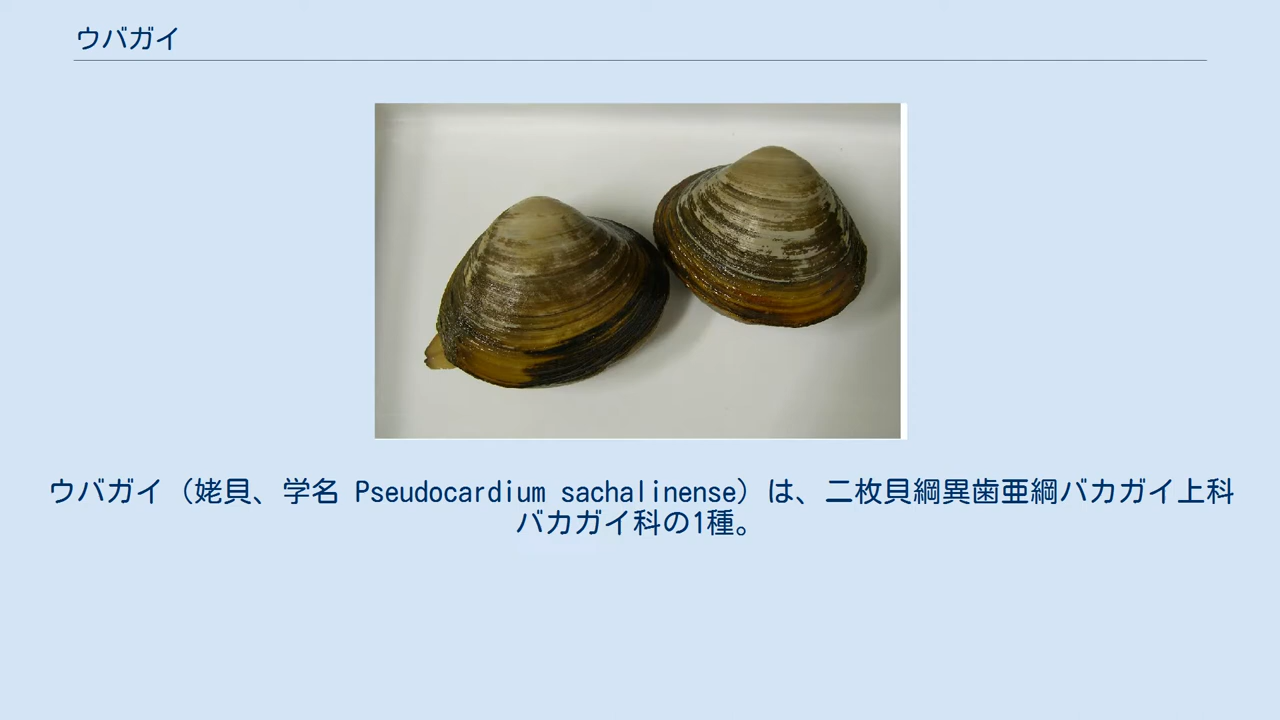 ウバガイ
ウバガイ（姥貝、学名 Pseudocardium sachalinense）は、二枚貝綱異歯亜綱バカガイ上科
バカガイ科の1種。